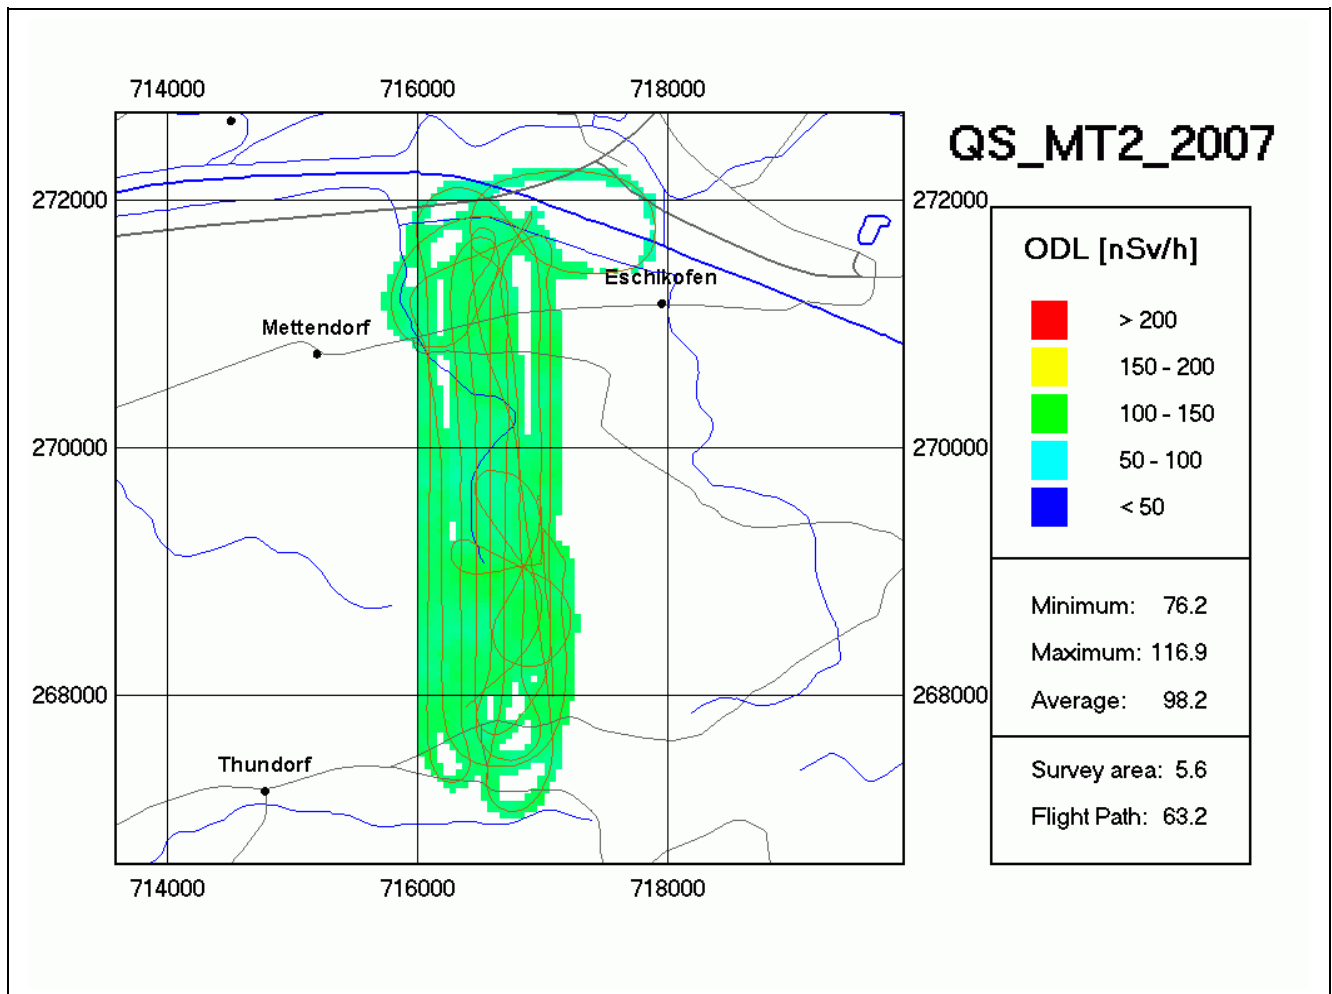 714000 716000 718000
QS_MT2_2007
272000 272000
ODL [nSv/h]
Eschlkofen
> 200
Mettendorf
150 - 200
100 - 150
270000 270000
50 - 100
< 50
Minimum: 76.2
Maximum: 116.9
268000 268000
Average: 98.2
Thundorf
Survey area: 5.6
Flight Path: 63.2
714000 716000 718000